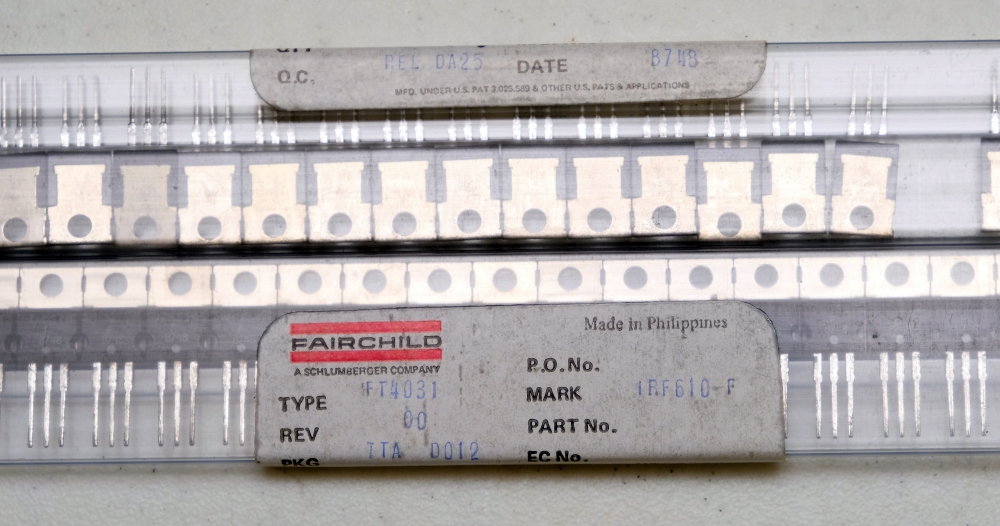 Q.C. REL DA25 DATE 8748
MFD. UNDER U.S. PAT 3,025,589 & OTHER U.S. PATS & APPLICATIONS
FAIRCHILD
A SCHLUMBERGER COMPANY
TYPE FT4031
REV 00
PKG TTA D012
Made in Philippines
P.O. No.
MARK IRF610-F
PART No.
EC No.